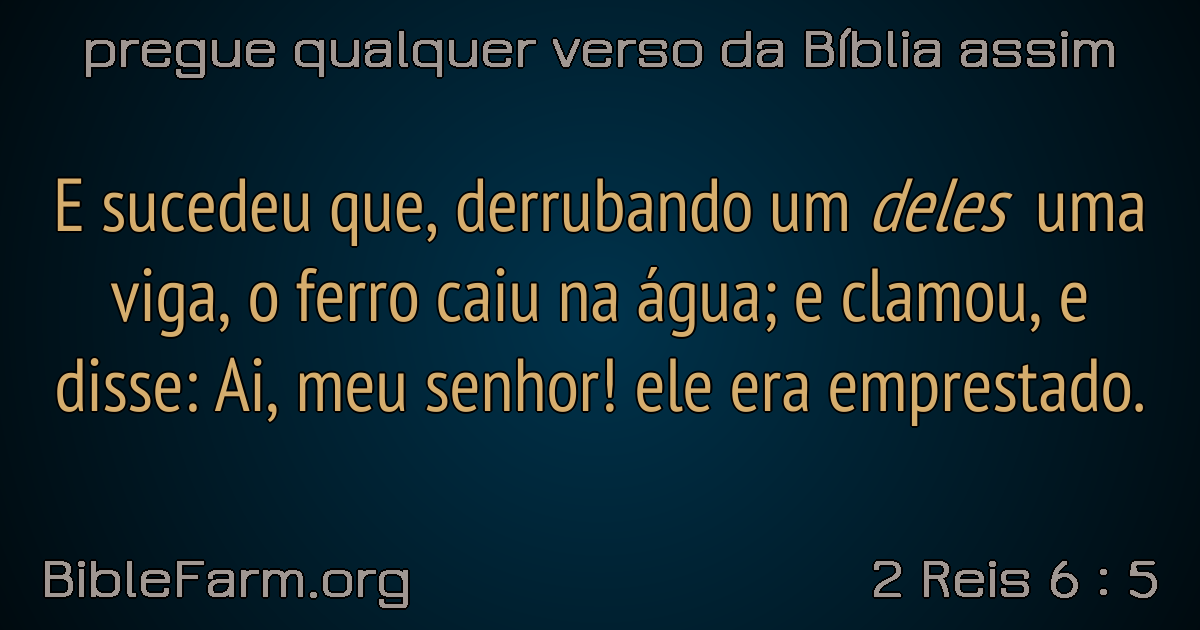 pregue qualquer verso da Bíblia assim
E sucedeu que, derrubando um deles uma
viga, o ferro caiu na água; e clamou, e
disse: Ai, meu senhor! ele era emprestado.
BibleFarm.org
2 Reis 6 : 5